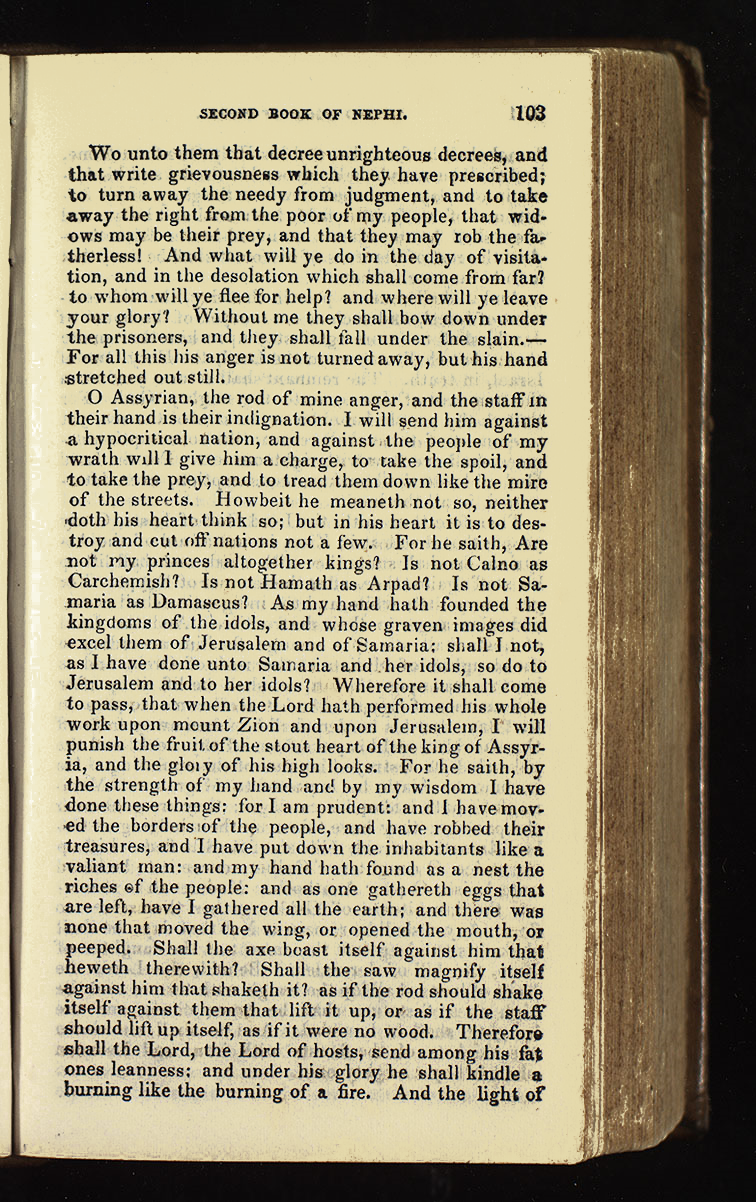 SECOND BOOK OF NEPHI. 103
Wo unto them that decree unrighteous decrees, and
that write grievousness which they have prescribed;
to turn away the needy from judgment, and to take
away the right from the poor of my people, that wid-
ows may be their prey, and that they may rob the fa-
therless! And what will ye do in the day of visita-
tion, and in the desolation which shall come from far?
to whom will ye flee for help? and where will ye leave
your glory? Without me they shall bow down under
the prisoners, and they shall fall under the slain.—
For all this his anger is not turned away, but his hand
stretched out still.
O Assyrian, the rod of mine anger, and the staff in
their hand is their indignation. I will send him against
a hypocritical nation, and against the people of my
wrath will I give him a charge, to take the spoil, and
to take the prey, and to tread them down like the mire
of the streets. Howbeit he meaneth not so, neither
doth his heart think so; but in his heart it is to des-
troy and cut off nations not a few. For he saith, Are
not my princes altogether kings? Is not Calno as
Carchemish? Is not Hamath as Arpad? Is not Sa-
maria as Damascus? As my hand hath founded the
kingdoms of the idols, and whose graven images did
excel them of Jerusalem and of Samaria: shall I not,
as I have done unto Samaria and her idols, so do to
Jerusalem and to her idols? Wherefore it shall come
to pass, that when the Lord hath performed his whole
work upon mount Zion and upon Jerusalem, I will
punish the fruit of the stout heart of the king of Assyr-
ia, and the glory of his high looks. For he saith, by
the strength of my hand and by my wisdom I have
done these things: for I am prudent: and I have mov-
ed the borders of the people, and have robbed their
treasures, and I have put down the inhabitants like a
valiant man: and my hand hath found as a nest the
riches of the people: and as one gathereth eggs that
are left, have I gathered all the earth; and there was
none that moved the wing, or opened the mouth, or
peeped. Shall the axe boast itself against him that
heweth therewith? Shall the saw magnify itself
against him that shaketh it? as if the rod should shake
itself against them that lift it up, or as if the staff
should lift up itself, as if it were no wood. Therefore
shall the Lord, the Lord of hosts, send among his fat
ones leanness: and under his glory he shall kindle a
burning like the burning of a fire. And the light of